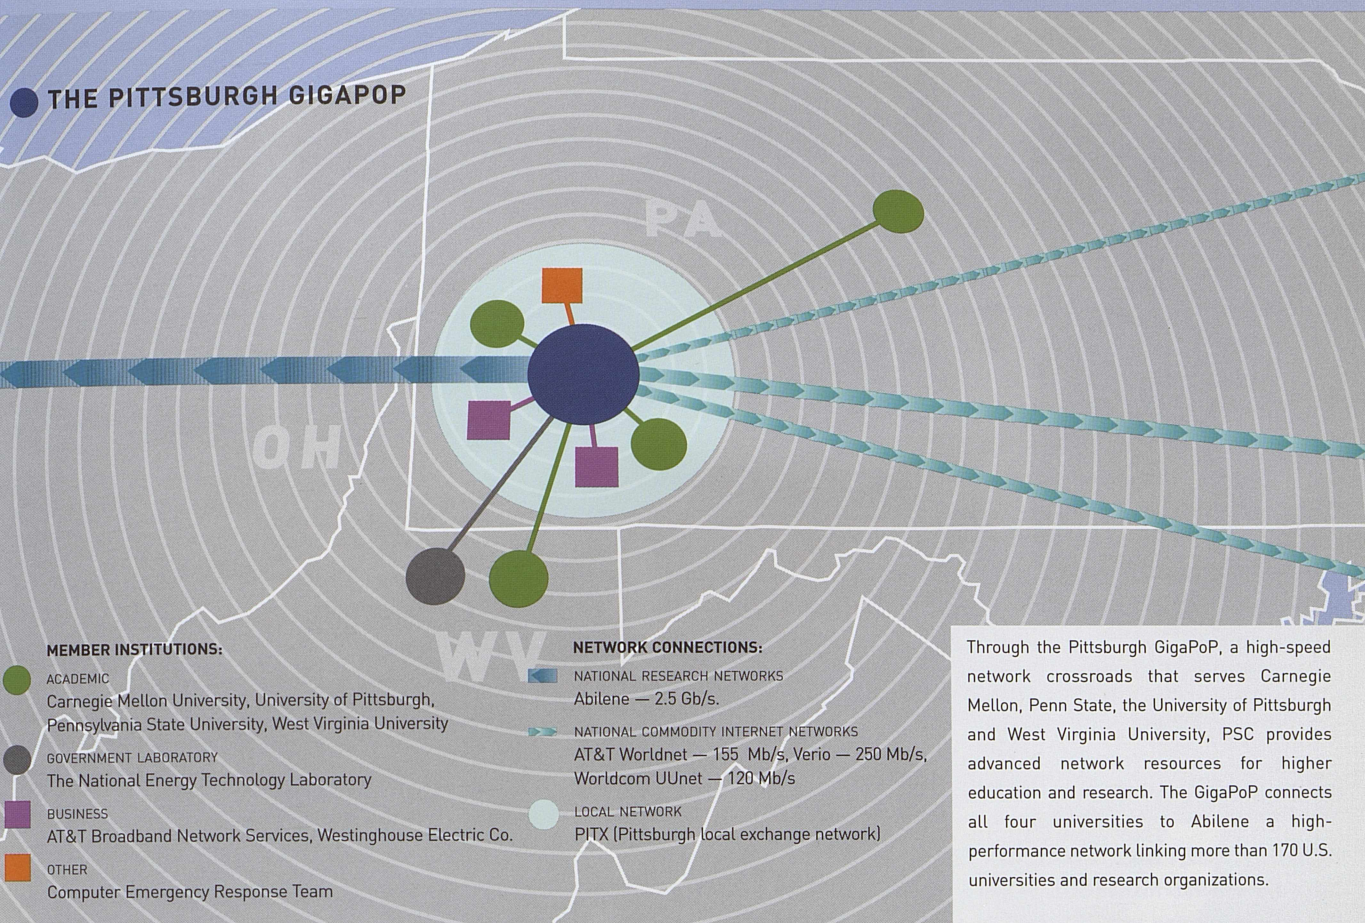 THE PITTSBURGH GIGAPOP
PA
OH
WV
MEMBER INSTITUTIONS:
ACADEMIC
Carnegie Mellon University, University of Pittsburgh,
Pennsylvania State University, West Virginia University
GOVERNMENT LABORATORY
The National Energy Technology Laboratory
BUSINESS
AT&T Broadband Network Services, Westinghouse Electric Co.
OTHER
Computer Emergency Response Team
NETWORK CONNECTIONS:
NATIONAL RESEARCH NETWORKS
Abilene — 2.5 Gb/s.
NATIONAL COMMODITY INTERNET NETWORKS
AT&T Worldnet — 155 Mb/s, Verio — 250 Mb/s,
Worldcom UUnet — 120 Mb/s
LOCAL NETWORK
PITX (Pittsburgh local exchange network)
Through the Pittsburgh GigaPoP, a high-speed
network crossroads that serves Carnegie
Mellon, Penn State, the University of Pittsburgh
and West Virginia University, PSC provides
advanced network resources for higher
education and research. The GigaPoP connects
all four universities to Abilene a high-
performance network linking more than 170 U.S.
universities and research organizations.